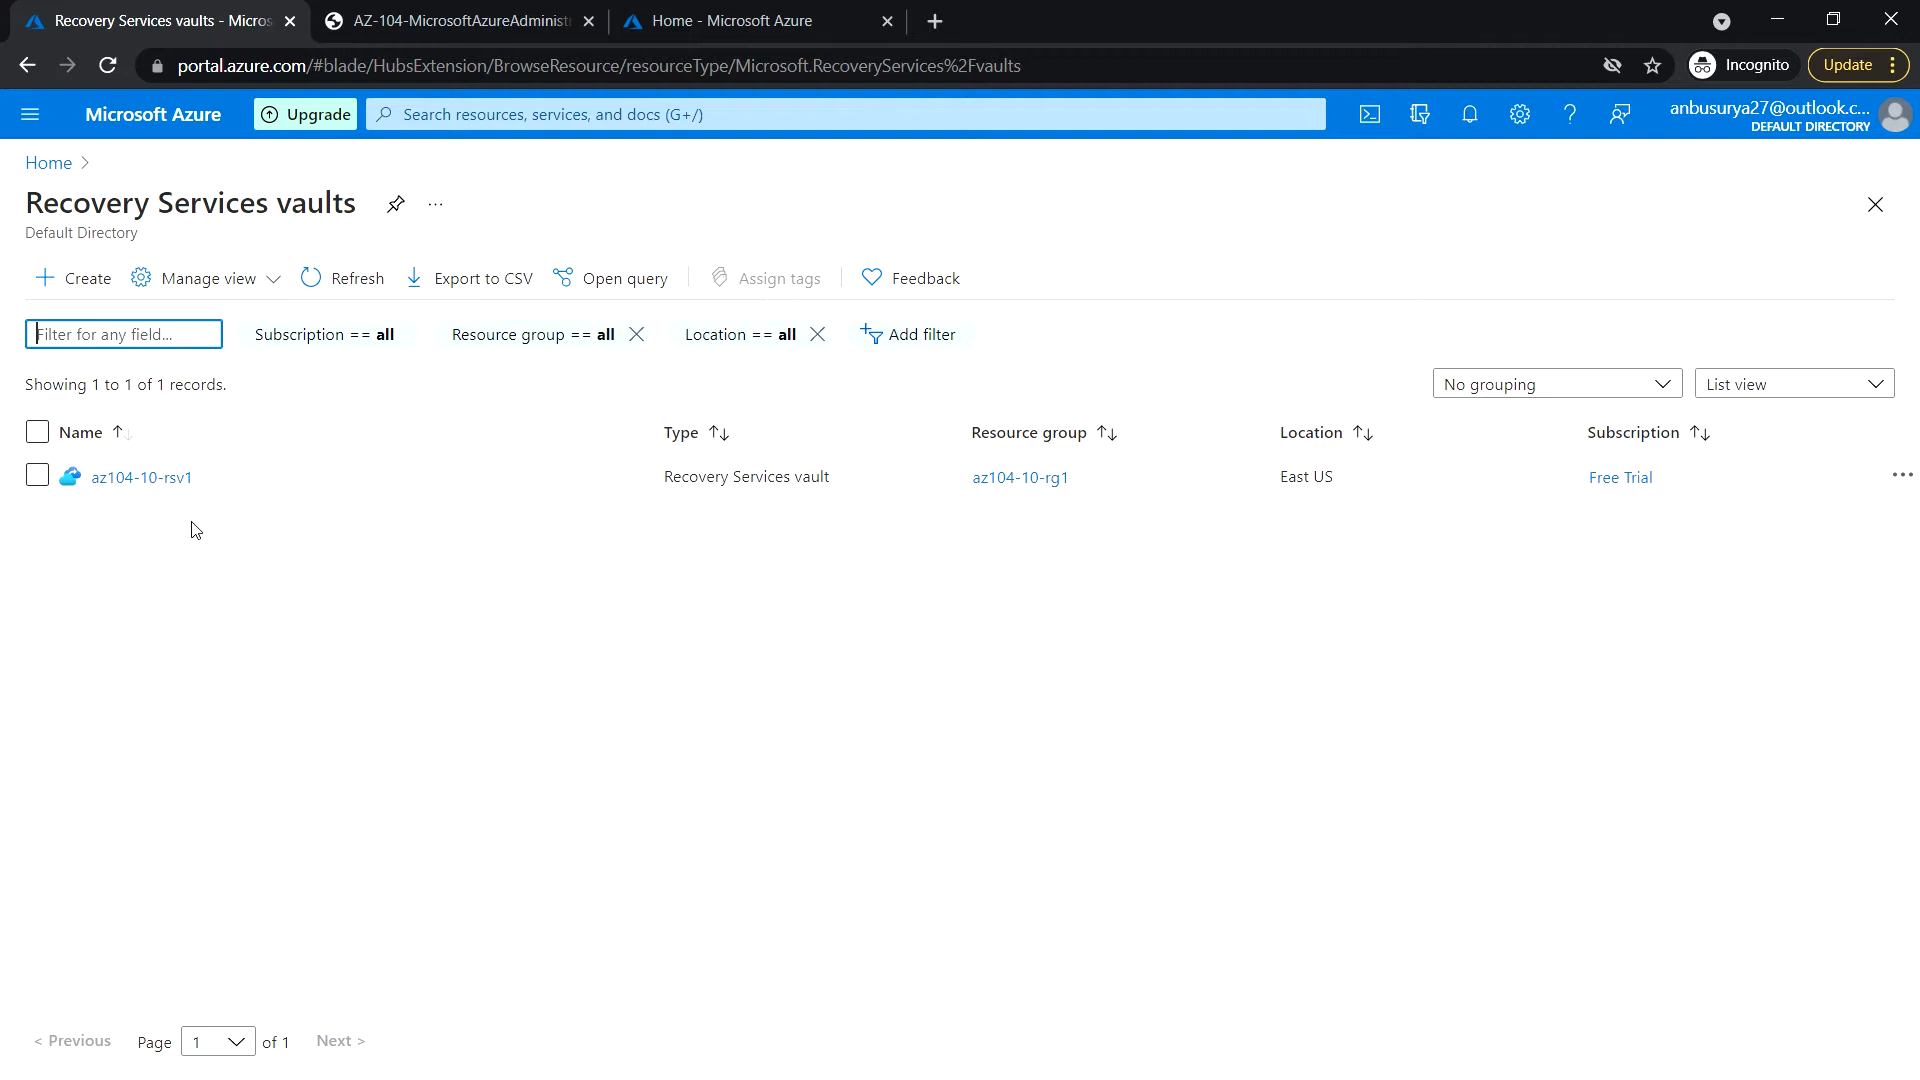 Recovery Services vaults - Micros
AZ-104-MicrosoftAzureAdminist
Home - Microsoft Azure
portal.azure.com/#blade/HubsExtension/BrowseResource/resourceType/Microsoft.RecoveryServices%2Fvaults
Incognito
Update
Microsoft Azure
Upgrade
Search resources, services, and docs (G+/)
anbusurya27@outlook.c...
DEFAULT DIRECTORY
Home
Recovery Services vaults
Default Directory
Create
Manage view
Refresh
Export to CSV
Open query
Assign tags
Feedback
Filter for any field...
Subscription == all
Resource group == all
Location == all
Add filter
Showing 1 to 1 of 1 records.
No grouping
List view
Name
Type
Resource group
Location
Subscription
az104-10-rsv1
Recovery Services vault
az104-10-rg1
East US
Free Trial
< Previous
Page
1
of 1
Next >